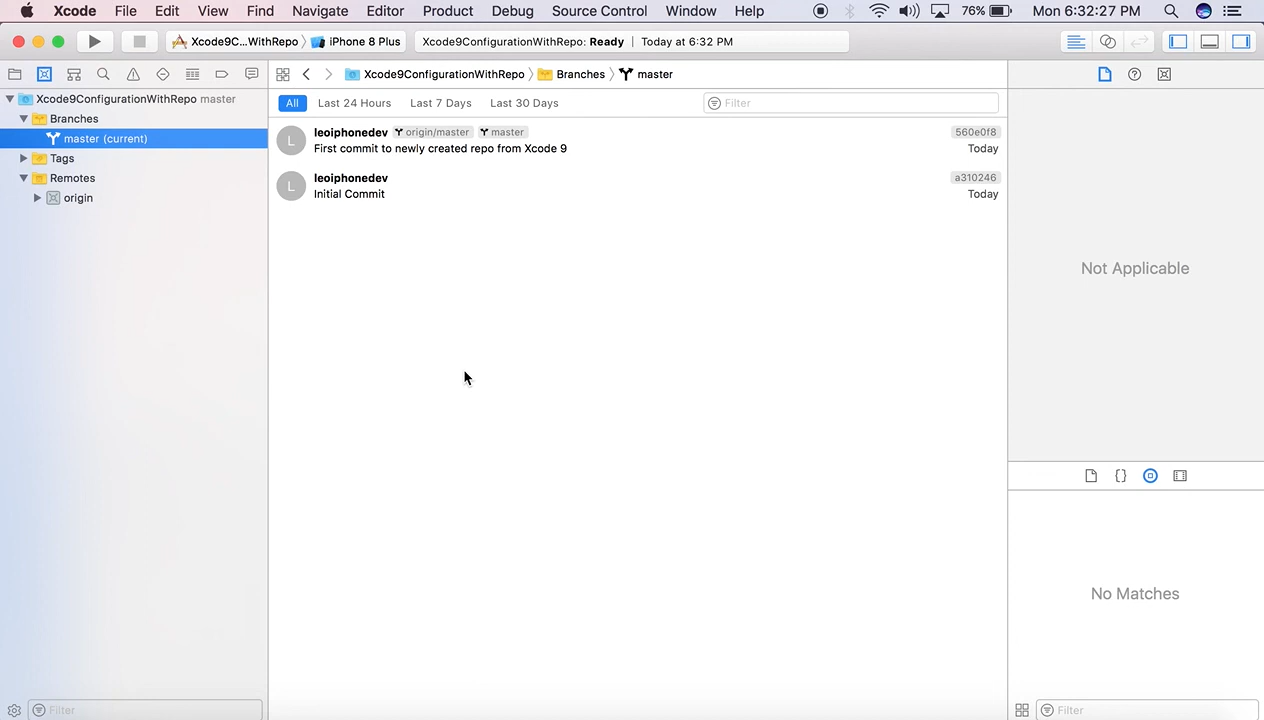 Xcode File Edit View Find Navigate Editor Product Debug Source Control Window Help 76% Mon 6:32:27 PM
Xcode9C...WithRepo iPhone 8 Plus Xcode9ConfigurationWithRepo: Ready | Today at 6:32 PM
Xcode9ConfigurationWithRepo Branches master
Xcode9ConfigurationWithRepo master
Branches
master (current)
Tags
Remotes
origin
All Last 24 Hours Last 7 Days Last 30 Days Filter
L
leoiphonedev origin/master master 560e0f8
First commit to newly created repo from Xcode 9 Today
L
leoiphonedev a310246
Initial Commit Today
Not Applicable
{}
No Matches
Filter
Filter